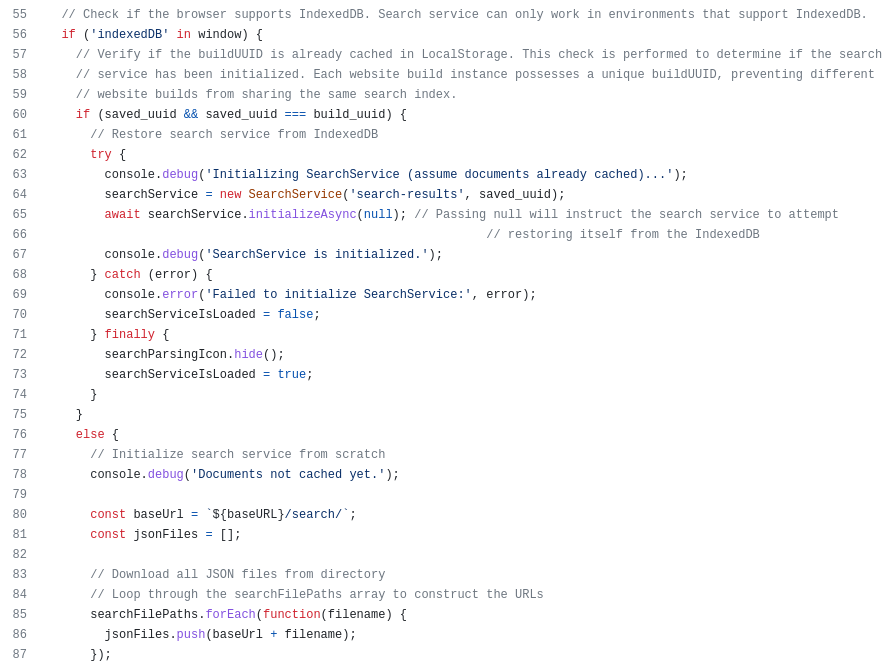 55 // Check if the browser supports IndexedDB. Search service can only work in environments that support IndexedDB.
56 if ('indexedDB' in window) {
57 // Verify if the buildUUID is already cached in LocalStorage. This check is performed to determine if the search
58 // service has been initialized. Each website build instance possesses a unique buildUUID, preventing different
59 // website builds from sharing the same search index.
60 if (saved_uuid && saved_uuid === build_uuid) {
61 // Restore search service from IndexedDB
62 try {
63 console.debug('Initializing SearchService (assume documents already cached)...');
64 searchService = new SearchService('search-results', saved_uuid);
65 await searchService.initializeAsync(null); // Passing null will instruct the search service to attempt
66 // restoring itself from the IndexedDB
67 console.debug('SearchService is initialized.');
68 } catch (error) {
69 console.error('Failed to initialize SearchService:', error);
70 searchServiceIsLoaded = false;
71 } finally {
72 searchParsingIcon.hide();
73 searchServiceIsLoaded = true;
74 }
75 }
76 else {
77 // Initialize search service from scratch
78 console.debug('Documents not cached yet.');
79
80 const baseUrl = `${baseURL}/search/`;
81 const jsonFiles = [];
82
83 // Download all JSON files from directory
84 // Loop through the searchFilePaths array to construct the URLs
85 searchFilePaths.forEach(function(filename) {
86 jsonFiles.push(baseUrl + filename);
87 });